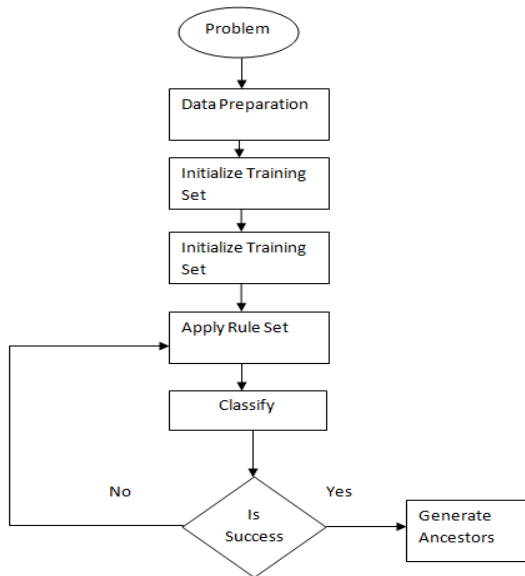 Problem
Data Preparation
Initialize Training
Set
Initialize Training
Set
Apply Rule Set
Classify
No
Yes
Is
Success
Generate
Ancestors